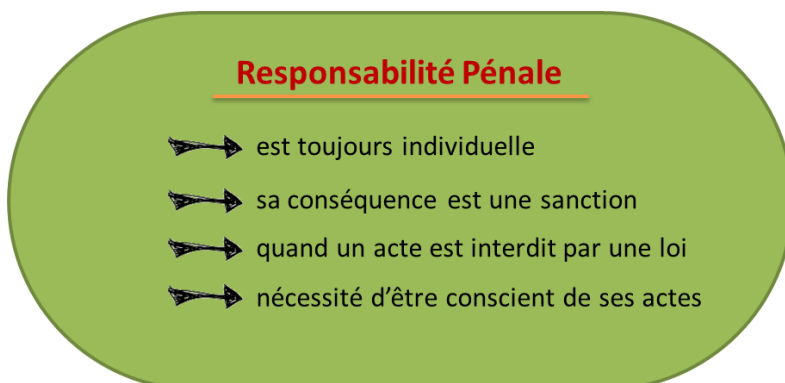 Responsabilité Pénale
est toujours individuelle
sa conséquence est une sanction
quand un acte est interdit par une loi
nécessité d’être conscient de ses actes